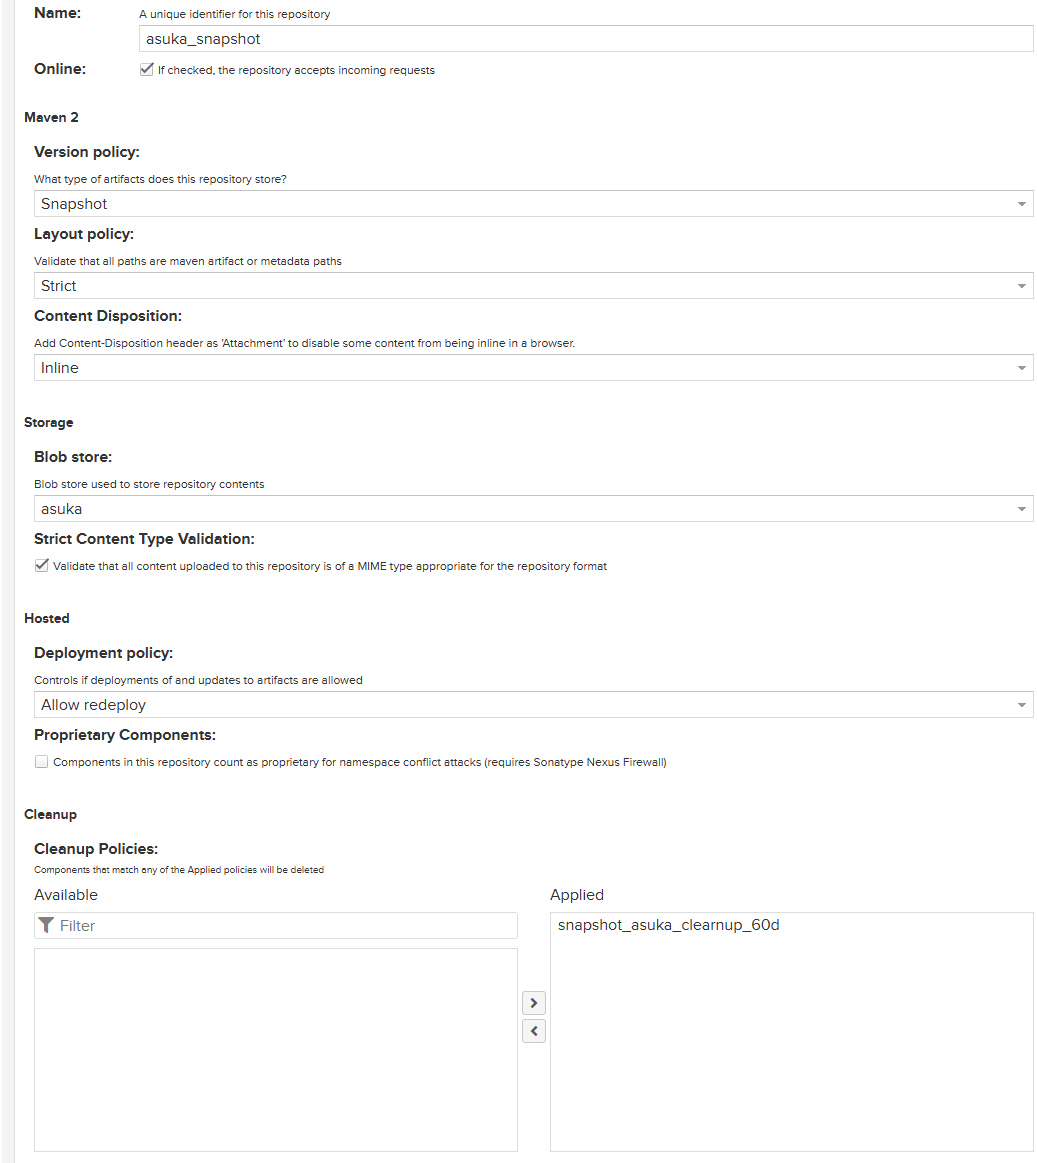 Name: A unique identifier for this repository
asuka_snapshot
Online: If checked, the repository accepts incoming requests
Maven 2
Version policy:
What type of artifacts does this repository store?
Snapshot
Layout policy:
Validate that all paths are maven artifact or metadata paths
Strict
Content Disposition:
Add Content-Disposition header as 'Attachment' to disable some content from being inline in a browser.
Inline
Storage
Blob store:
Blob store used to store repository contents
asuka
Strict Content Type Validation:
Validate that all content uploaded to this repository is of a MIME type appropriate for the repository format
Hosted
Deployment policy:
Controls if deployments of and updates to artifacts are allowed
Allow redeploy
Proprietary Components:
Components in this repository count as proprietary for namespace conflict attacks (requires Sonatype Nexus Firewall)
Cleanup
Cleanup Policies:
Components that match any of the Applied policies will be deleted
Available Applied
Filter snapshot_asuka_clearnup_60d